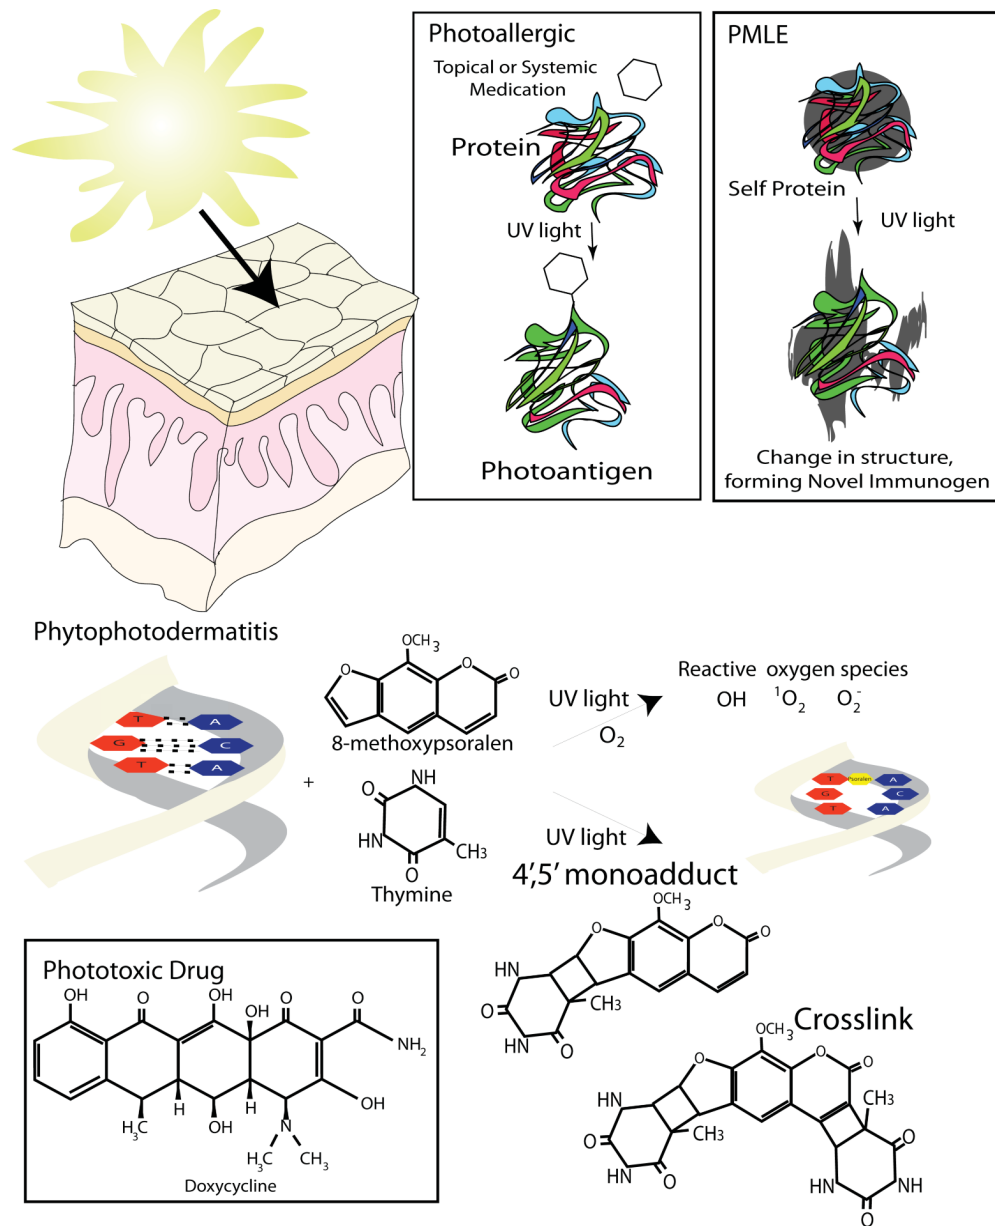 Photoallergic
Topical or Systemic
Medication
Protein
UV light
Photoantigen
PMLE
Self Protein
UV light
Change in structure,
forming Novel Immunogen
Phytophotodermatitis
T A
G C
T A
OCH3
O
O
O
8-methoxypsoralen
+
NH
O
HN
O
CH3
Thymine
UV light
O2
Reactive oxygen species
OH ¹O2 O2⁻
UV light
T Psoralen A
G C
T A
4',5' monoadduct
OCH3
O
O
O
HN
O
CH3
HN
O
Crosslink
OCH3
O
O
O
HN
CH3
O
CH3
O
HN
O
HN
NH
O
Phototoxic Drug
OH
O
OH
OH
O
O
NH2
OH
H3C
H
OH
H
N
H3C
CH3
Doxycycline